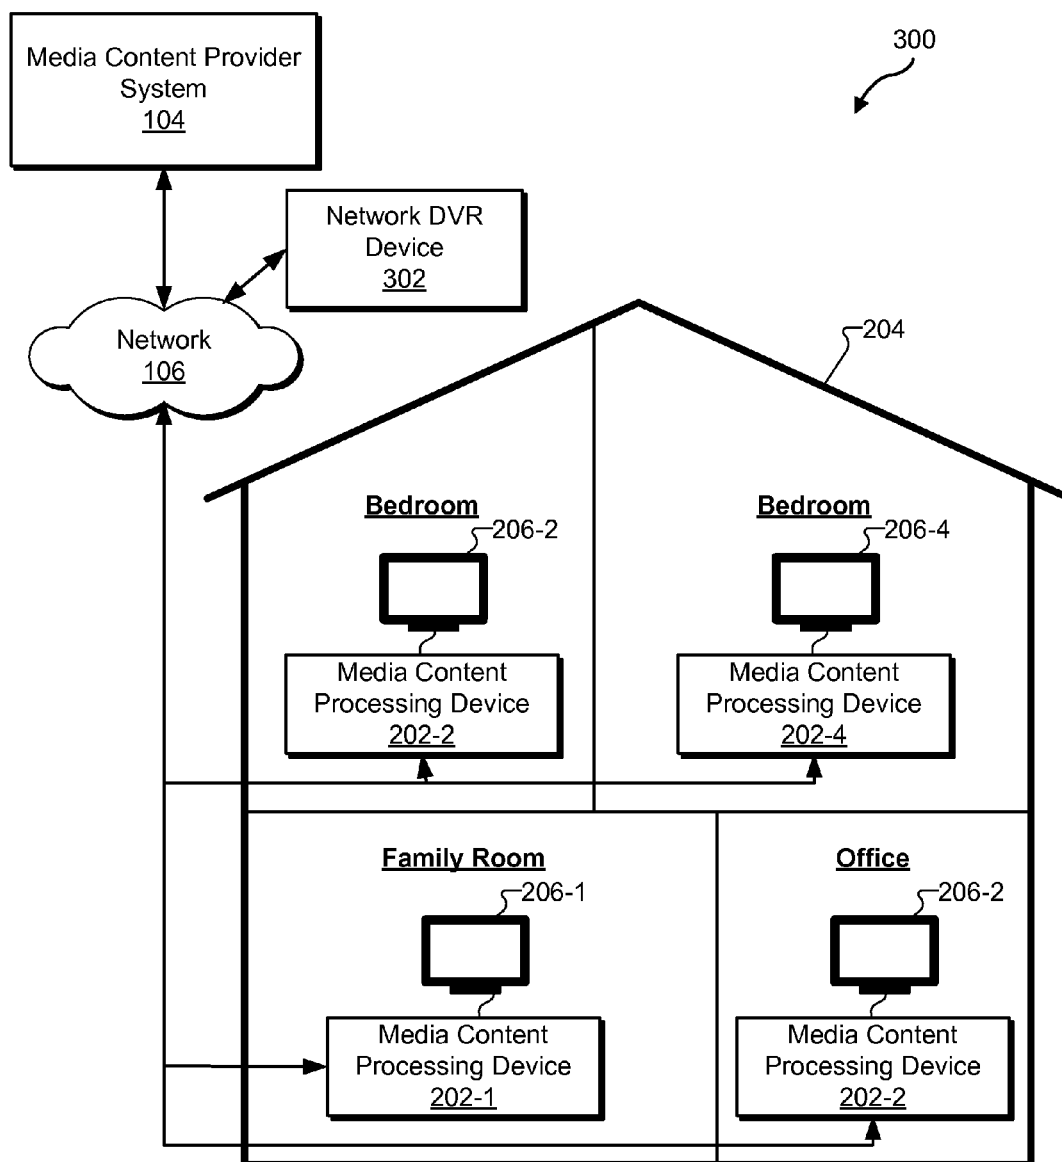 Media Content Provider
System
104
300
Network DVR
Device
302
Network
106
204
Bedroom
206-2
Media Content
Processing Device
202-2
Bedroom
206-4
Media Content
Processing Device
202-4
Family Room
206-1
Media Content
Processing Device
202-1
Office
206-2
Media Content
Processing Device
202-2